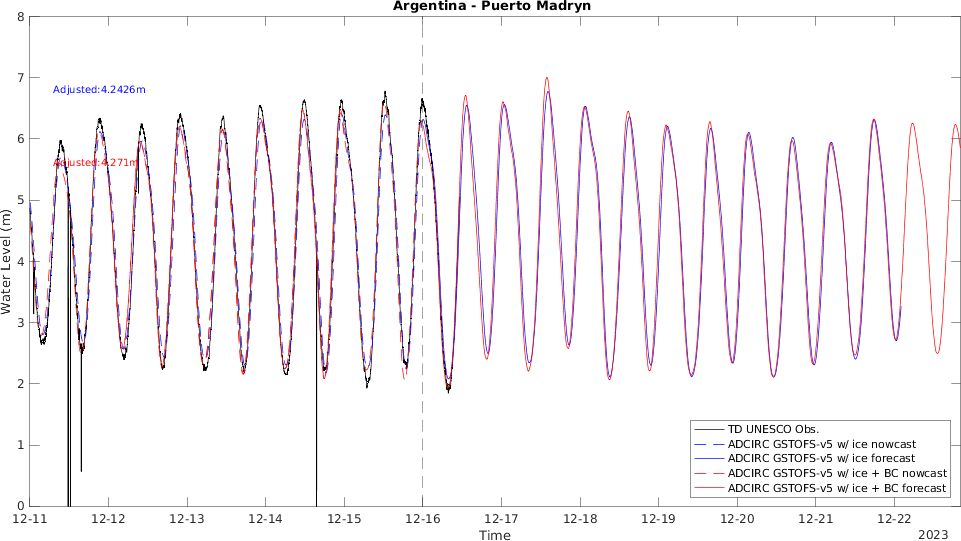 Argentina - Puerto Madryn
8
7
Adjusted:4.2426m
6
Adjusted:4.271m
5
Water Level (m)
4
3
2
1
0
TD UNESCO Obs.
ADCIRC GSTOFS-v5 w/ ice nowcast
ADCIRC GSTOFS-v5 w/ ice forecast
ADCIRC GSTOFS-v5 w/ ice + BC nowcast
ADCIRC GSTOFS-v5 w/ ice + BC forecast
12-11 12-12 12-13 12-14 12-15 12-16 12-17 12-18 12-19 12-20 12-21 12-22
Time
2023